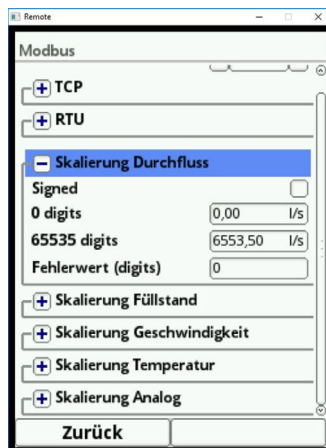 Remote
Modbus
TCP
RTU
Skalierung Durchfluss
Signed
0 digits 0,00 l/s
65535 digits 6553,50 l/s
Fehlerwert (digits) 0
Skalierung Füllstand
Skalierung Geschwindigkeit
Skalierung Temperatur
Skalierung Analog
Zurück